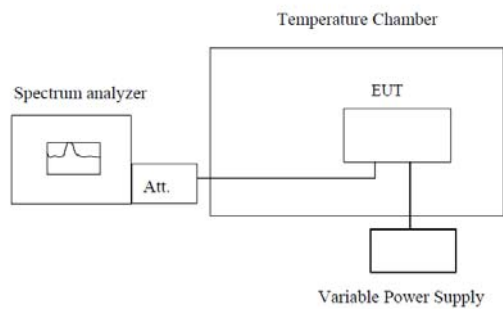 Temperature Chamber
Spectrum analyzer
EUT
Att.
Variable Power Supply